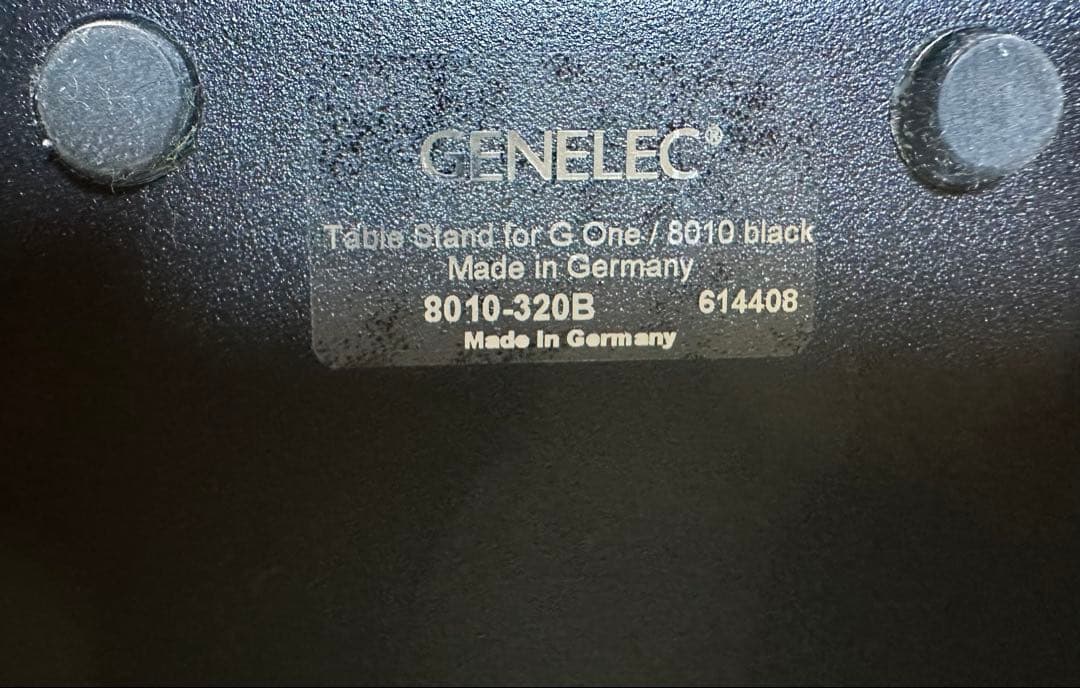 GENELEC®
Table Stand for G One / 8010 black
Made in Germany
8010-320B 614408
Made in Germany